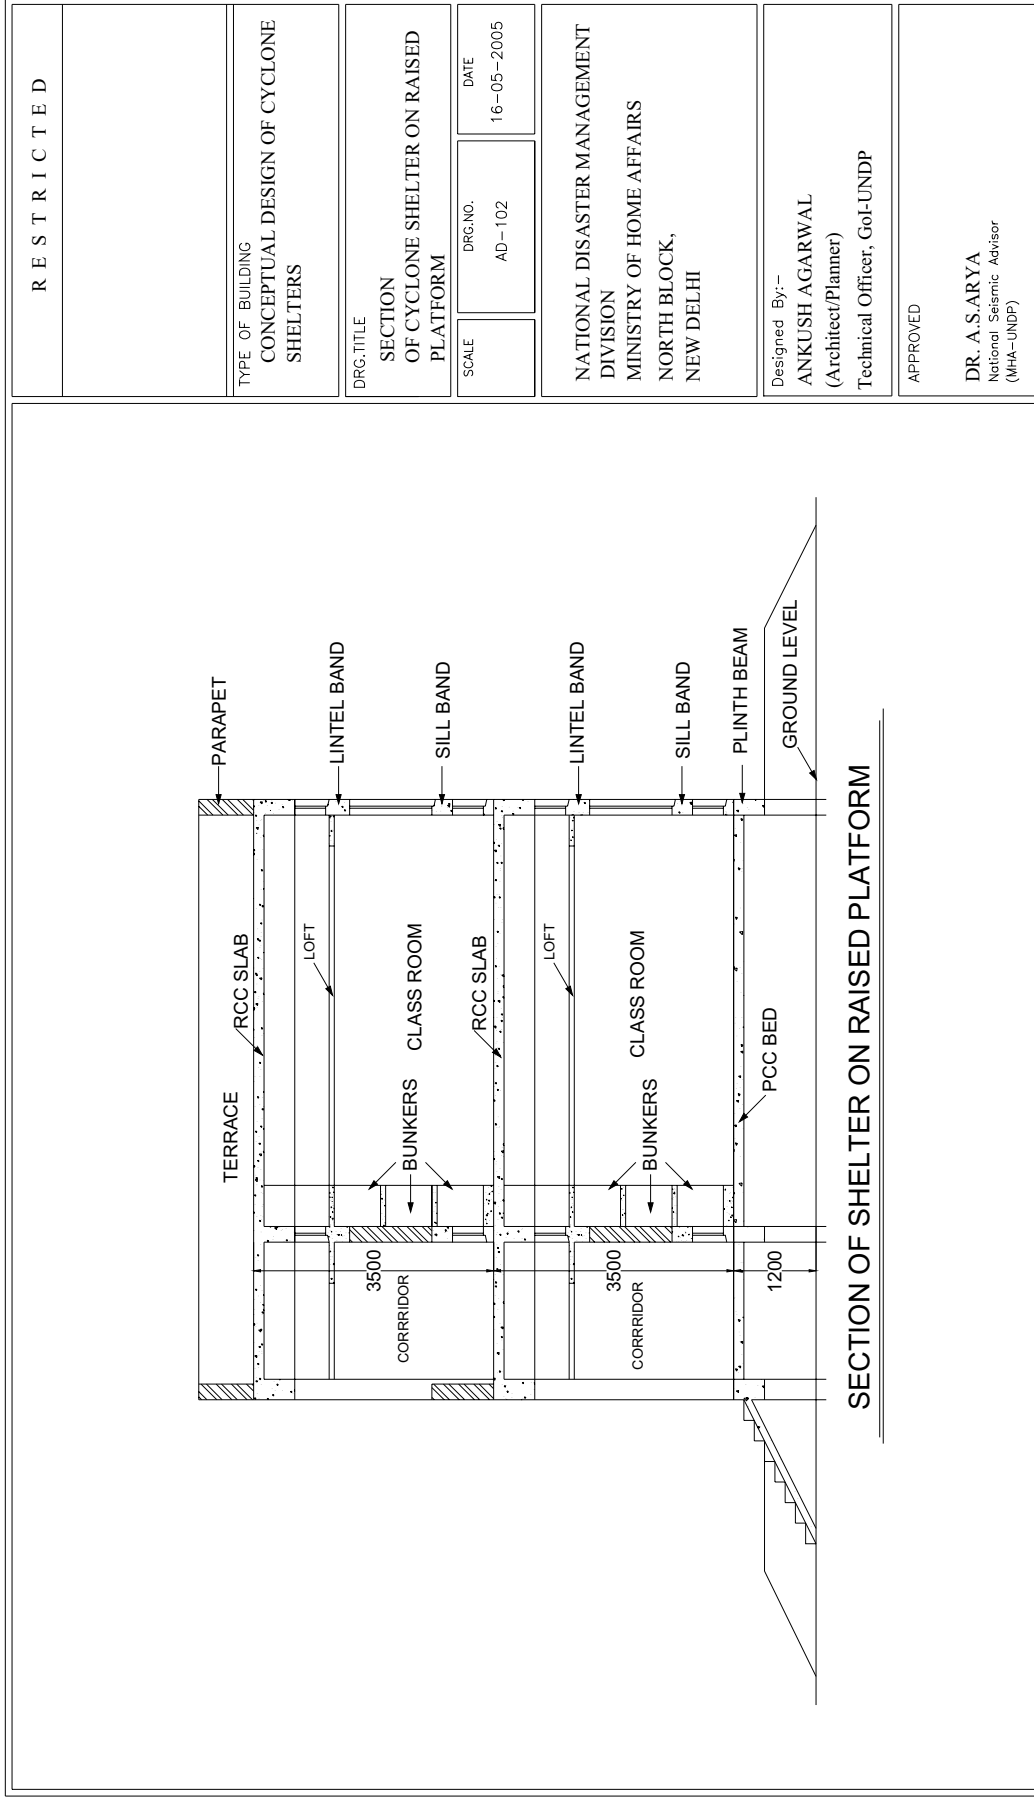 RESTRICTED
TYPE OF BUILDING
CONCEPTUAL DESIGN OF CYCLONE
SHELTERS
DRG.TITLE
SECTION
OF CYCLONE SHELTER ON RAISED
PLATFORM
SCALE
DRG.NO.
AD-102
DATE
16-05-2005
NATIONAL DISASTER MANAGEMENT
DIVISION
MINISTRY OF HOME AFFAIRS
NORTH BLOCK,
NEW DELHI
Designed By:-
ANKUSH AGARWAL
(Architect/Planner)
Technical Officer, GoI-UNDP
APPROVED
DR. A.S.ARYA
National Seismic Advisor
(MHA-UNDP)
PARAPET
TERRACE
RCC SLAB
LINTEL BAND
LOFT
3500
CORRRIDOR
BUNKERS
CLASS ROOM
SILL BAND
RCC SLAB
LINTEL BAND
LOFT
3500
CORRRIDOR
BUNKERS
CLASS ROOM
SILL BAND
PLINTH BEAM
1200
PCC BED
GROUND LEVEL
SECTION OF SHELTER ON RAISED PLATFORM